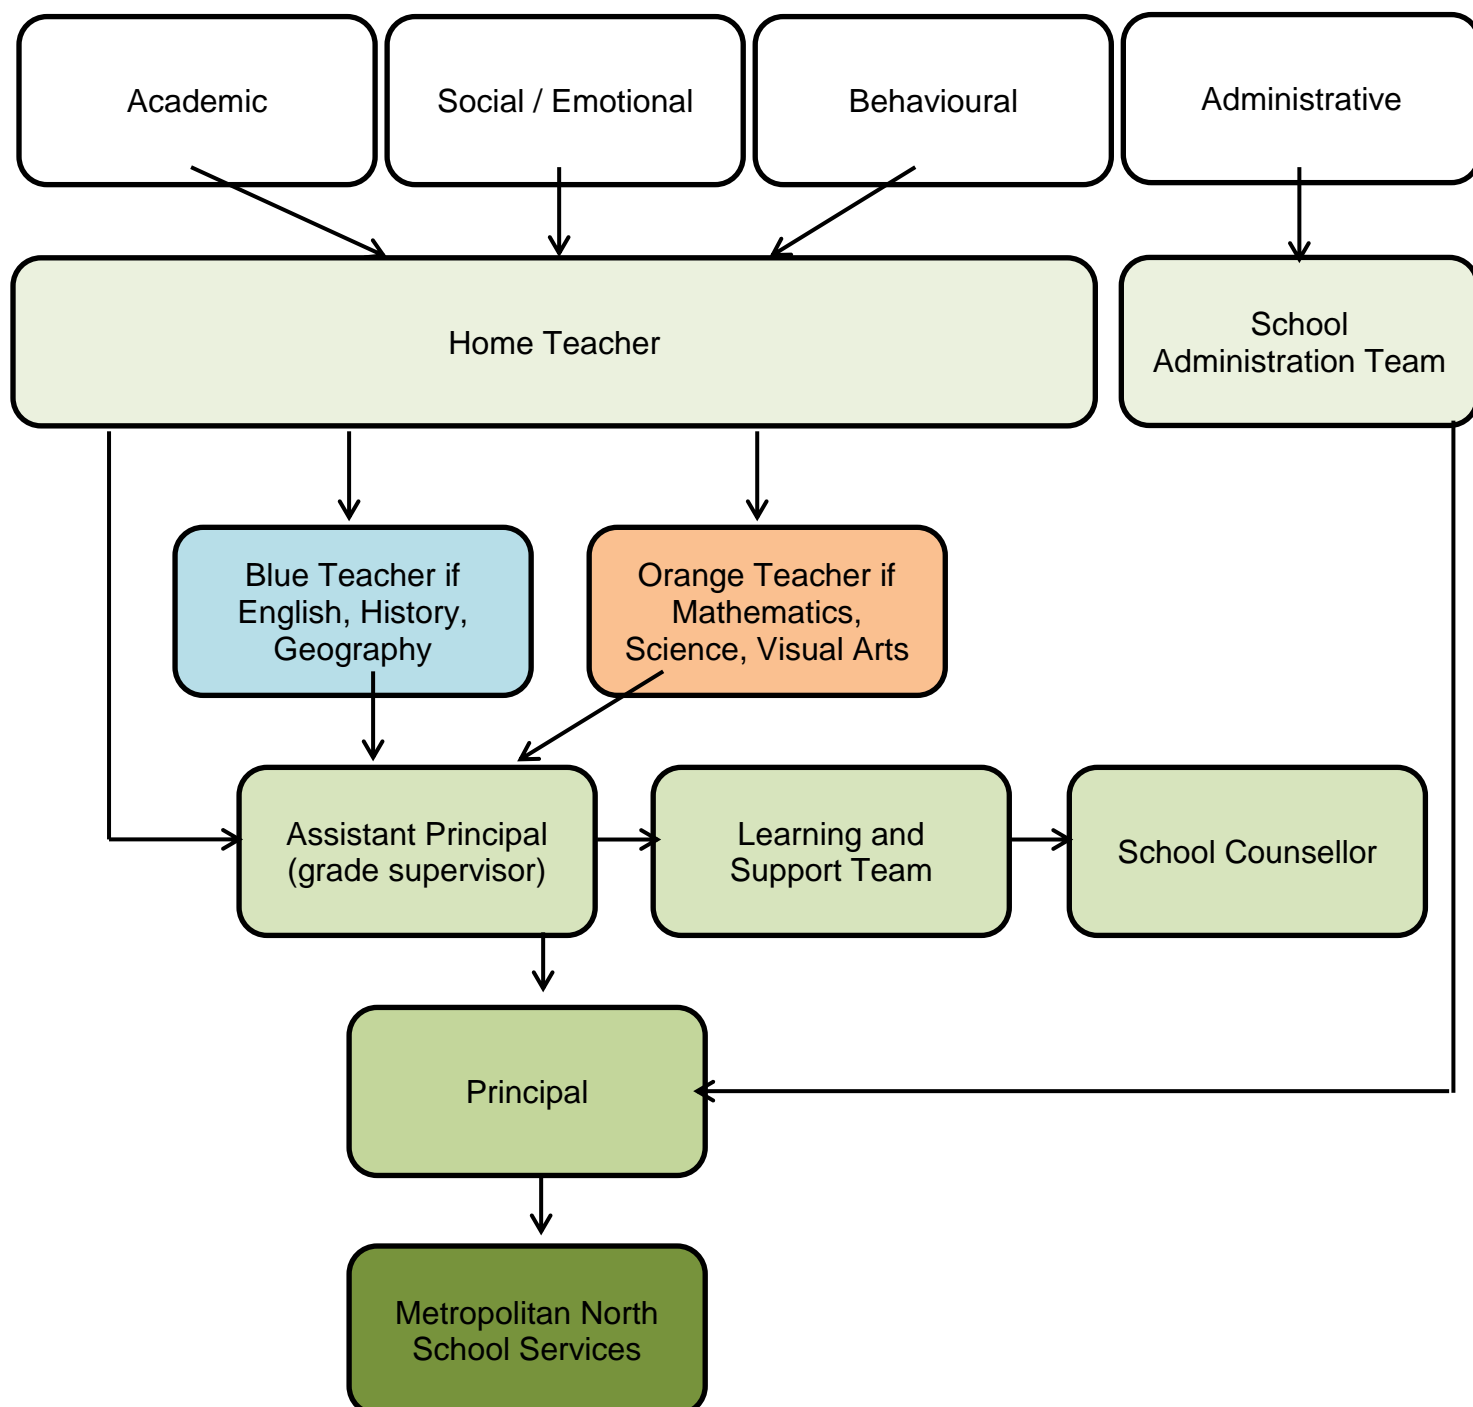 Academic
Social / Emotional
Behavioural
Administrative
Home Teacher
School
Administration Team
Blue Teacher if
English, History,
Geography
Orange Teacher if
Mathematics,
Science, Visual Arts
Assistant Principal
(grade supervisor)
Learning and
Support Team
School Counsellor
Principal
Metropolitan North
School Services